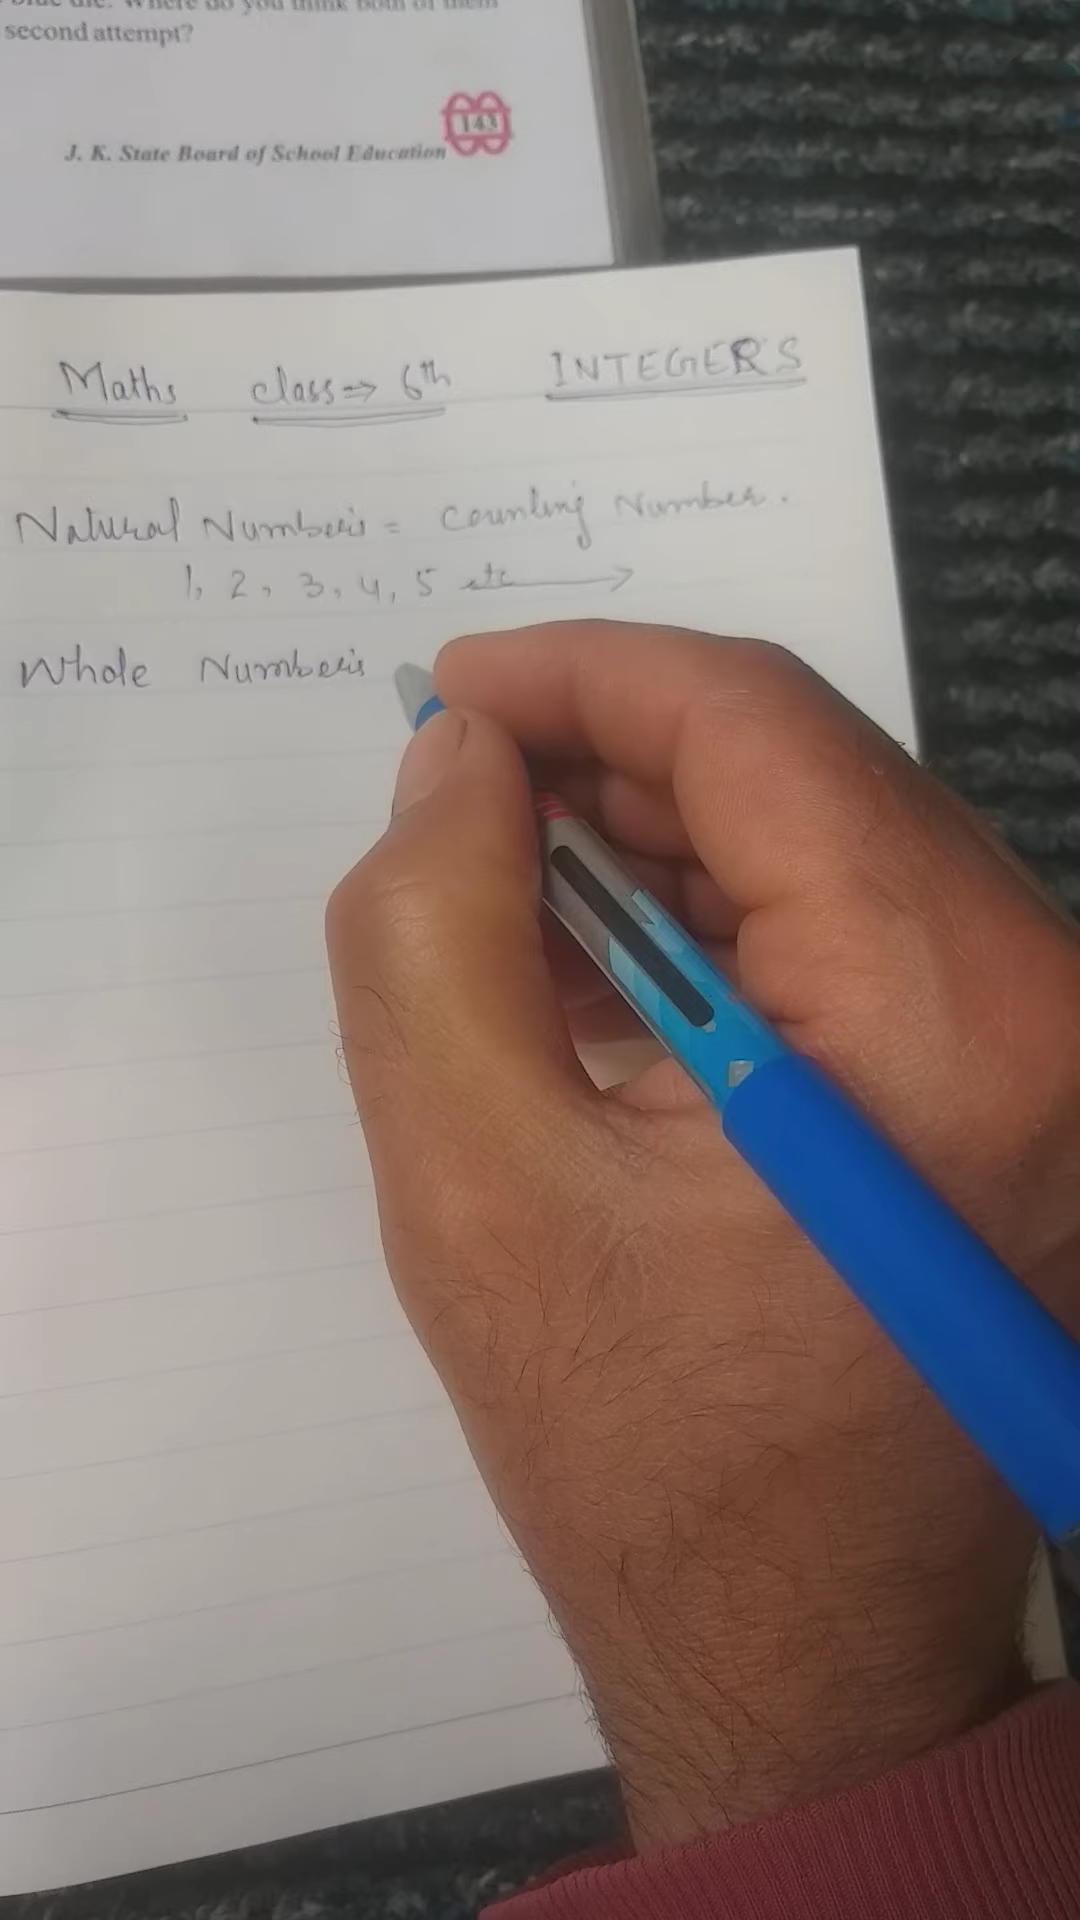 second attempt?
143
J. K. State Board of School Education
Maths class ⇒ 6th INTEGERS
Natural Numbers = Counting Number.
1, 2, 3, 4, 5 etc →
Whole Numbers